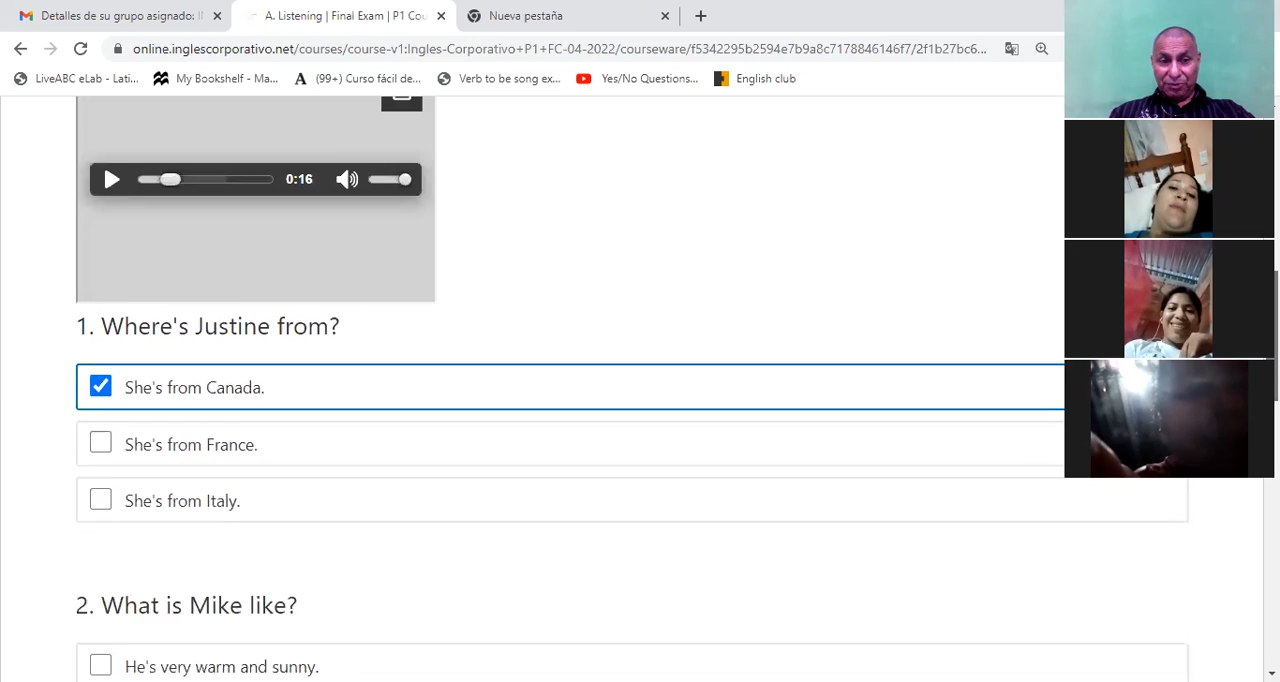 Detalles de su grupo asignado: I
A. Listening | Final Exam | P1 Cou
Nueva pestaña
online.inglescorporativo.net/courses/course-v1:Ingles-Corporativo+P1+FC-04-2022/courseware/f5342295b2594e7b9a8c7178846146f7/2f1b27bc6...
LiveABC eLab - Lati...
My Bookshelf - Ma...
(99+) Curso fácil de...
Verb to be song ex...
Yes/No Questions...
English club
0:16
1. Where's Justine from?
She's from Canada.
She's from France.
She's from Italy.
2. What is Mike like?
He's very warm and sunny.